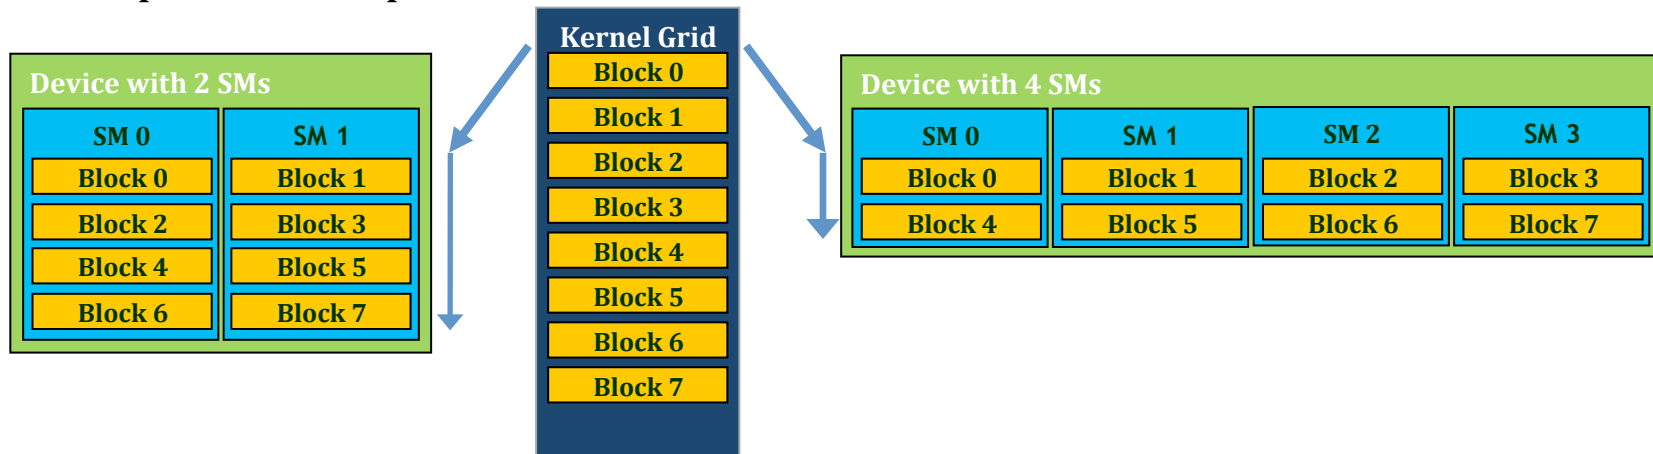 Kernel Grid
Block 0
Block 1
Block 2
Block 3
Block 4
Block 5
Block 6
Block 7
Device with 2 SMs
SM 0
SM 1
Block 0
Block 1
Block 2
Block 3
Block 4
Block 5
Block 6
Block 7
Device with 4 SMs
SM 0
SM 1
SM 2
SM 3
Block 0
Block 1
Block 2
Block 3
Block 4
Block 5
Block 6
Block 7